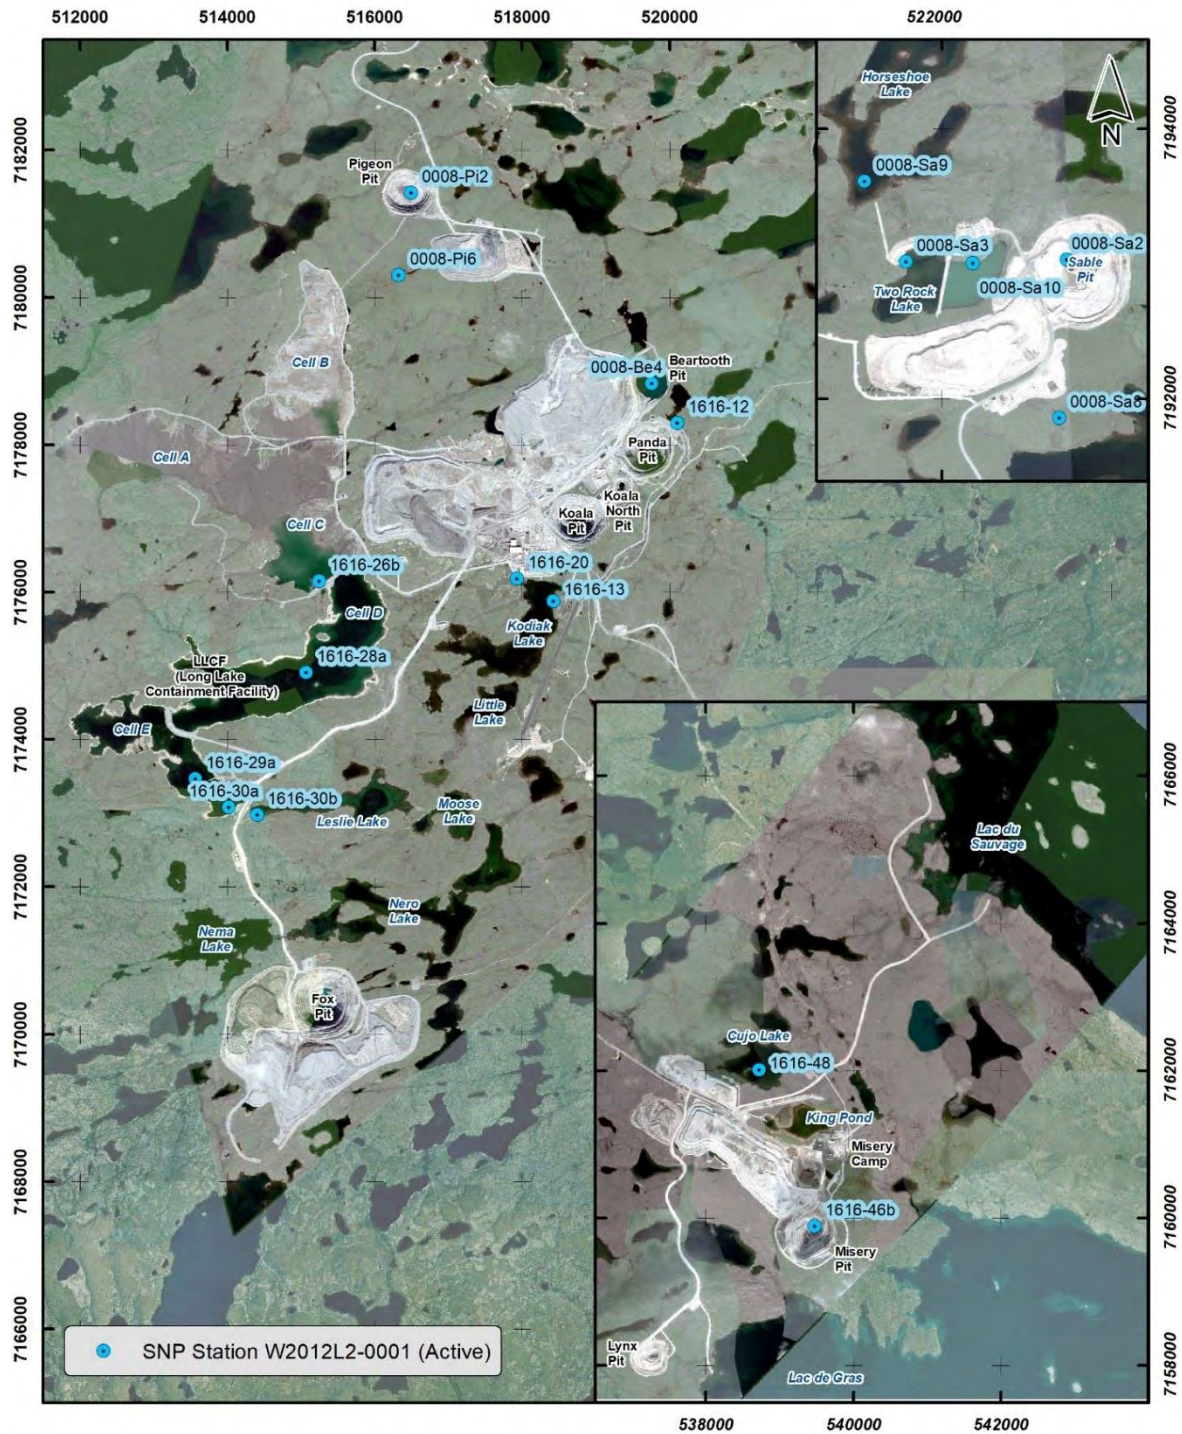 512000
514000
516000
518000
520000
522000
7182000
7180000
7178000
7176000
7174000
7172000
7170000
7168000
7166000
Pigeon
Pit
0008-Pi2
0008-Pi6
Cell B
0008-Be4
Beartooth
Pit
1616-12
Panda
Pit
Cell A
Koala
North
Pit
Koala
Pit
Cell C
1616-26b
1616-20
1616-13
Cell D
Kodiak
Lake
LLCF
(Long Lake
Containment Facility)
1616-28a
Little
Lake
Cell E
1616-29a
1616-30a
1616-30b
Leslie Lake
Moose
Lake
Nero
Lake
Nema
Lake
Fox
Pit
SNP Station W2012L2-0001 (Active)
Horseshoe
Lake
N
0008-Sa9
0008-Sa3
0008-Sa2
Sable
Pit
0008-Sa10
Two Rock
Lake
0008-Sa8
7194000
7192000
Lac du
Sauvage
Cujo Lake
1616-48
King Pond
Misery
Camp
1616-46b
Misery
Pit
Lynx
Pit
Lac de Gras
7166000
7164000
7162000
7160000
7158000
538000
540000
542000